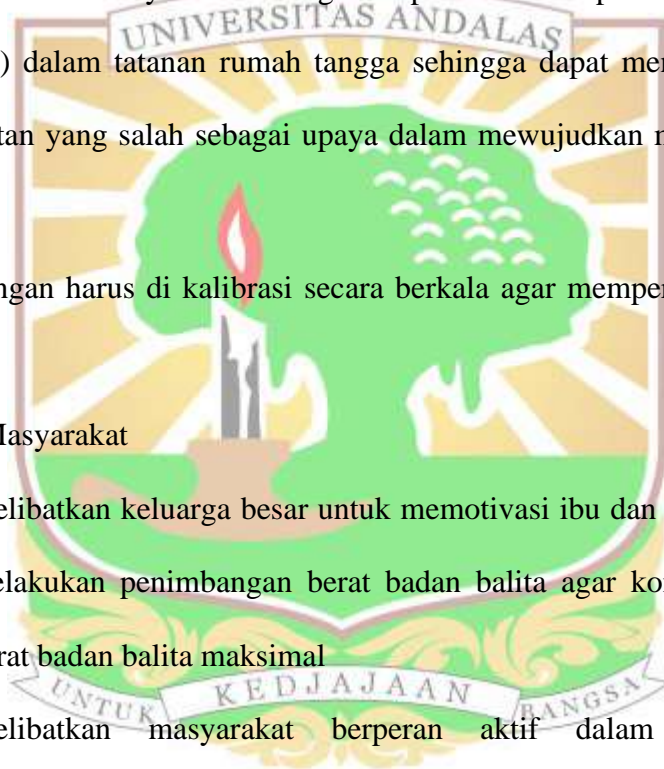 UNIVERSITAS ANDALAS
) dalam tatanan rumah tangga sehingga dapat mer
tan yang salah sebagai upaya dalam mewujudkan n
ngan harus di kalibrasi secara berkala agar memper
Masyarakat
elibatkan keluarga besar untuk memotivasi ibu dan
elakukan penimbangan berat badan balita agar kor
rat badan balita maksimal
UNTUK KEDJAJAAN BANGSA
elibatkan masyarakat berperan aktif dalam